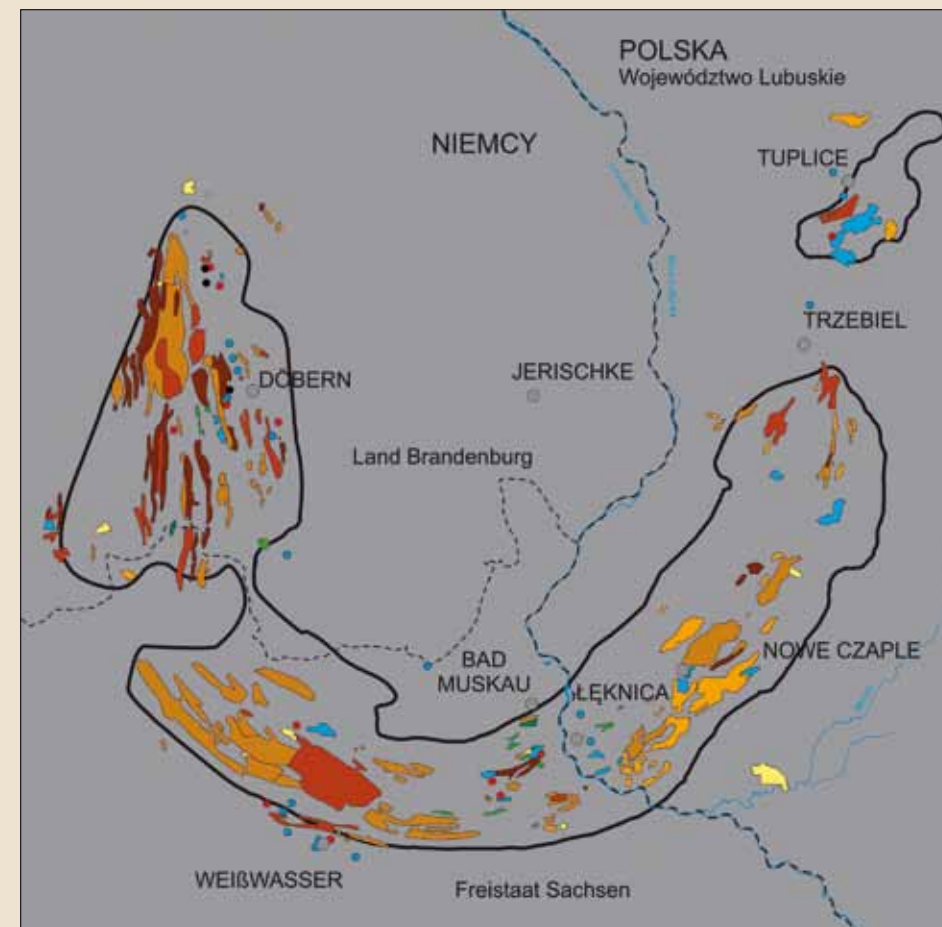 POLSKA
Województwo Lubuskie
NIEMCY
TUPLICE
TRZEBIEL
DÖBERN
JERISCHKE
Land Brandenburg
BAD
MUSKAU
ŁĘKNICA
NOWE CZAPLE
WEIßWASSER
Freistaat Sachsen